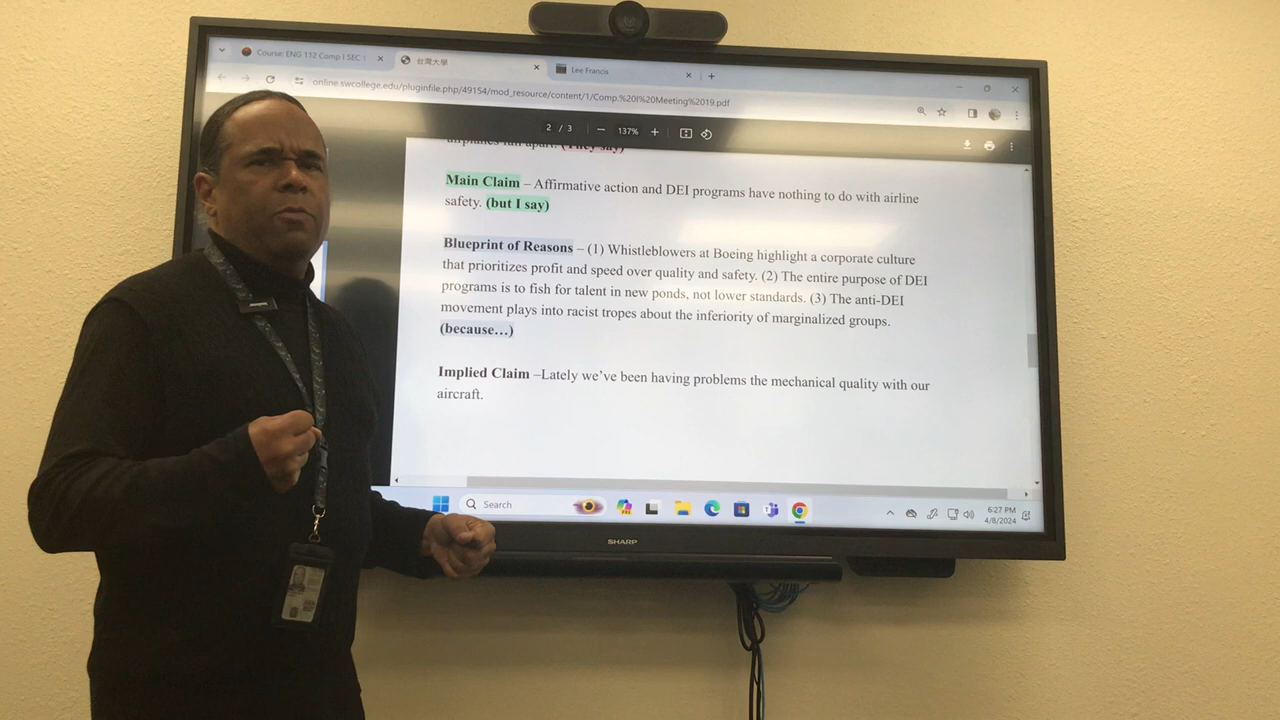 Course: ENG 112 Comp I SEC 1
台灣大學
Lee Francis
online.swcollege.edu/pluginfile.php/49154/mod_resource/content/1/Comp.%20I%20Meeting%2019.pdf
2 / 3
137%
airplanes fall apart. (They say)
Main Claim – Affirmative action and DEI programs have nothing to do with airline
safety. (but I say)
Blueprint of Reasons – (1) Whistleblowers at Boeing highlight a corporate culture
that prioritizes profit and speed over quality and safety. (2) The entire purpose of DEI
programs is to fish for talent in new ponds, not lower standards. (3) The anti-DEI
movement plays into racist tropes about the inferiority of marginalized groups.
(because…)
Implied Claim –Lately we've been having problems the mechanical quality with our
aircraft.
Search
6:27 PM
4/8/2024
SHARP